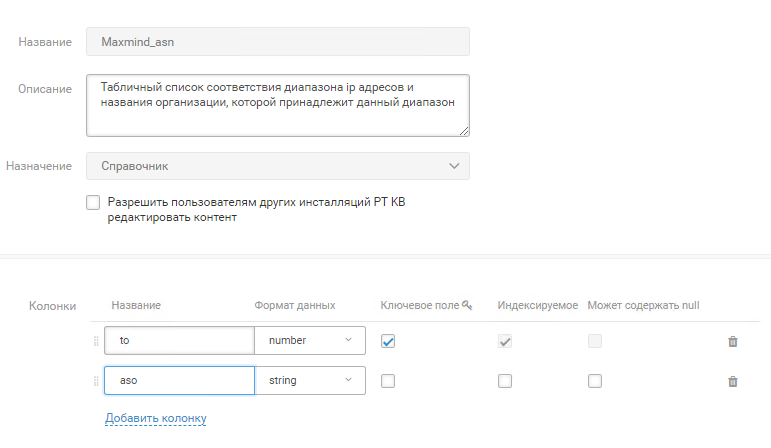 Название Maxmind_asn
Описание Табличный список соответствия диапазона ip адресов и
названия организации, которой принадлежит данный диапазон
Назначение Справочник
Разрешить пользователям других инсталляций PT KB
редактировать контент
Колонки Название Формат данных Ключевое поле Индексируемое Может содержать null
to number
aso string
Добавить колонку